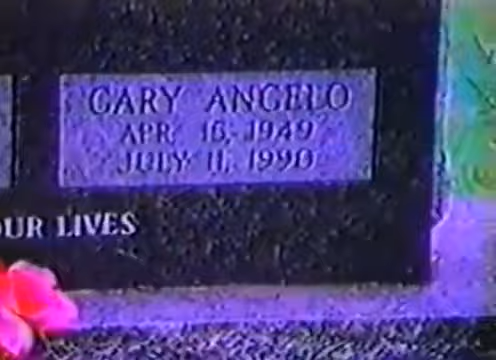 GARY ANGELO
APR 16, 1949
JULY 11, 1990
OUR LIVES